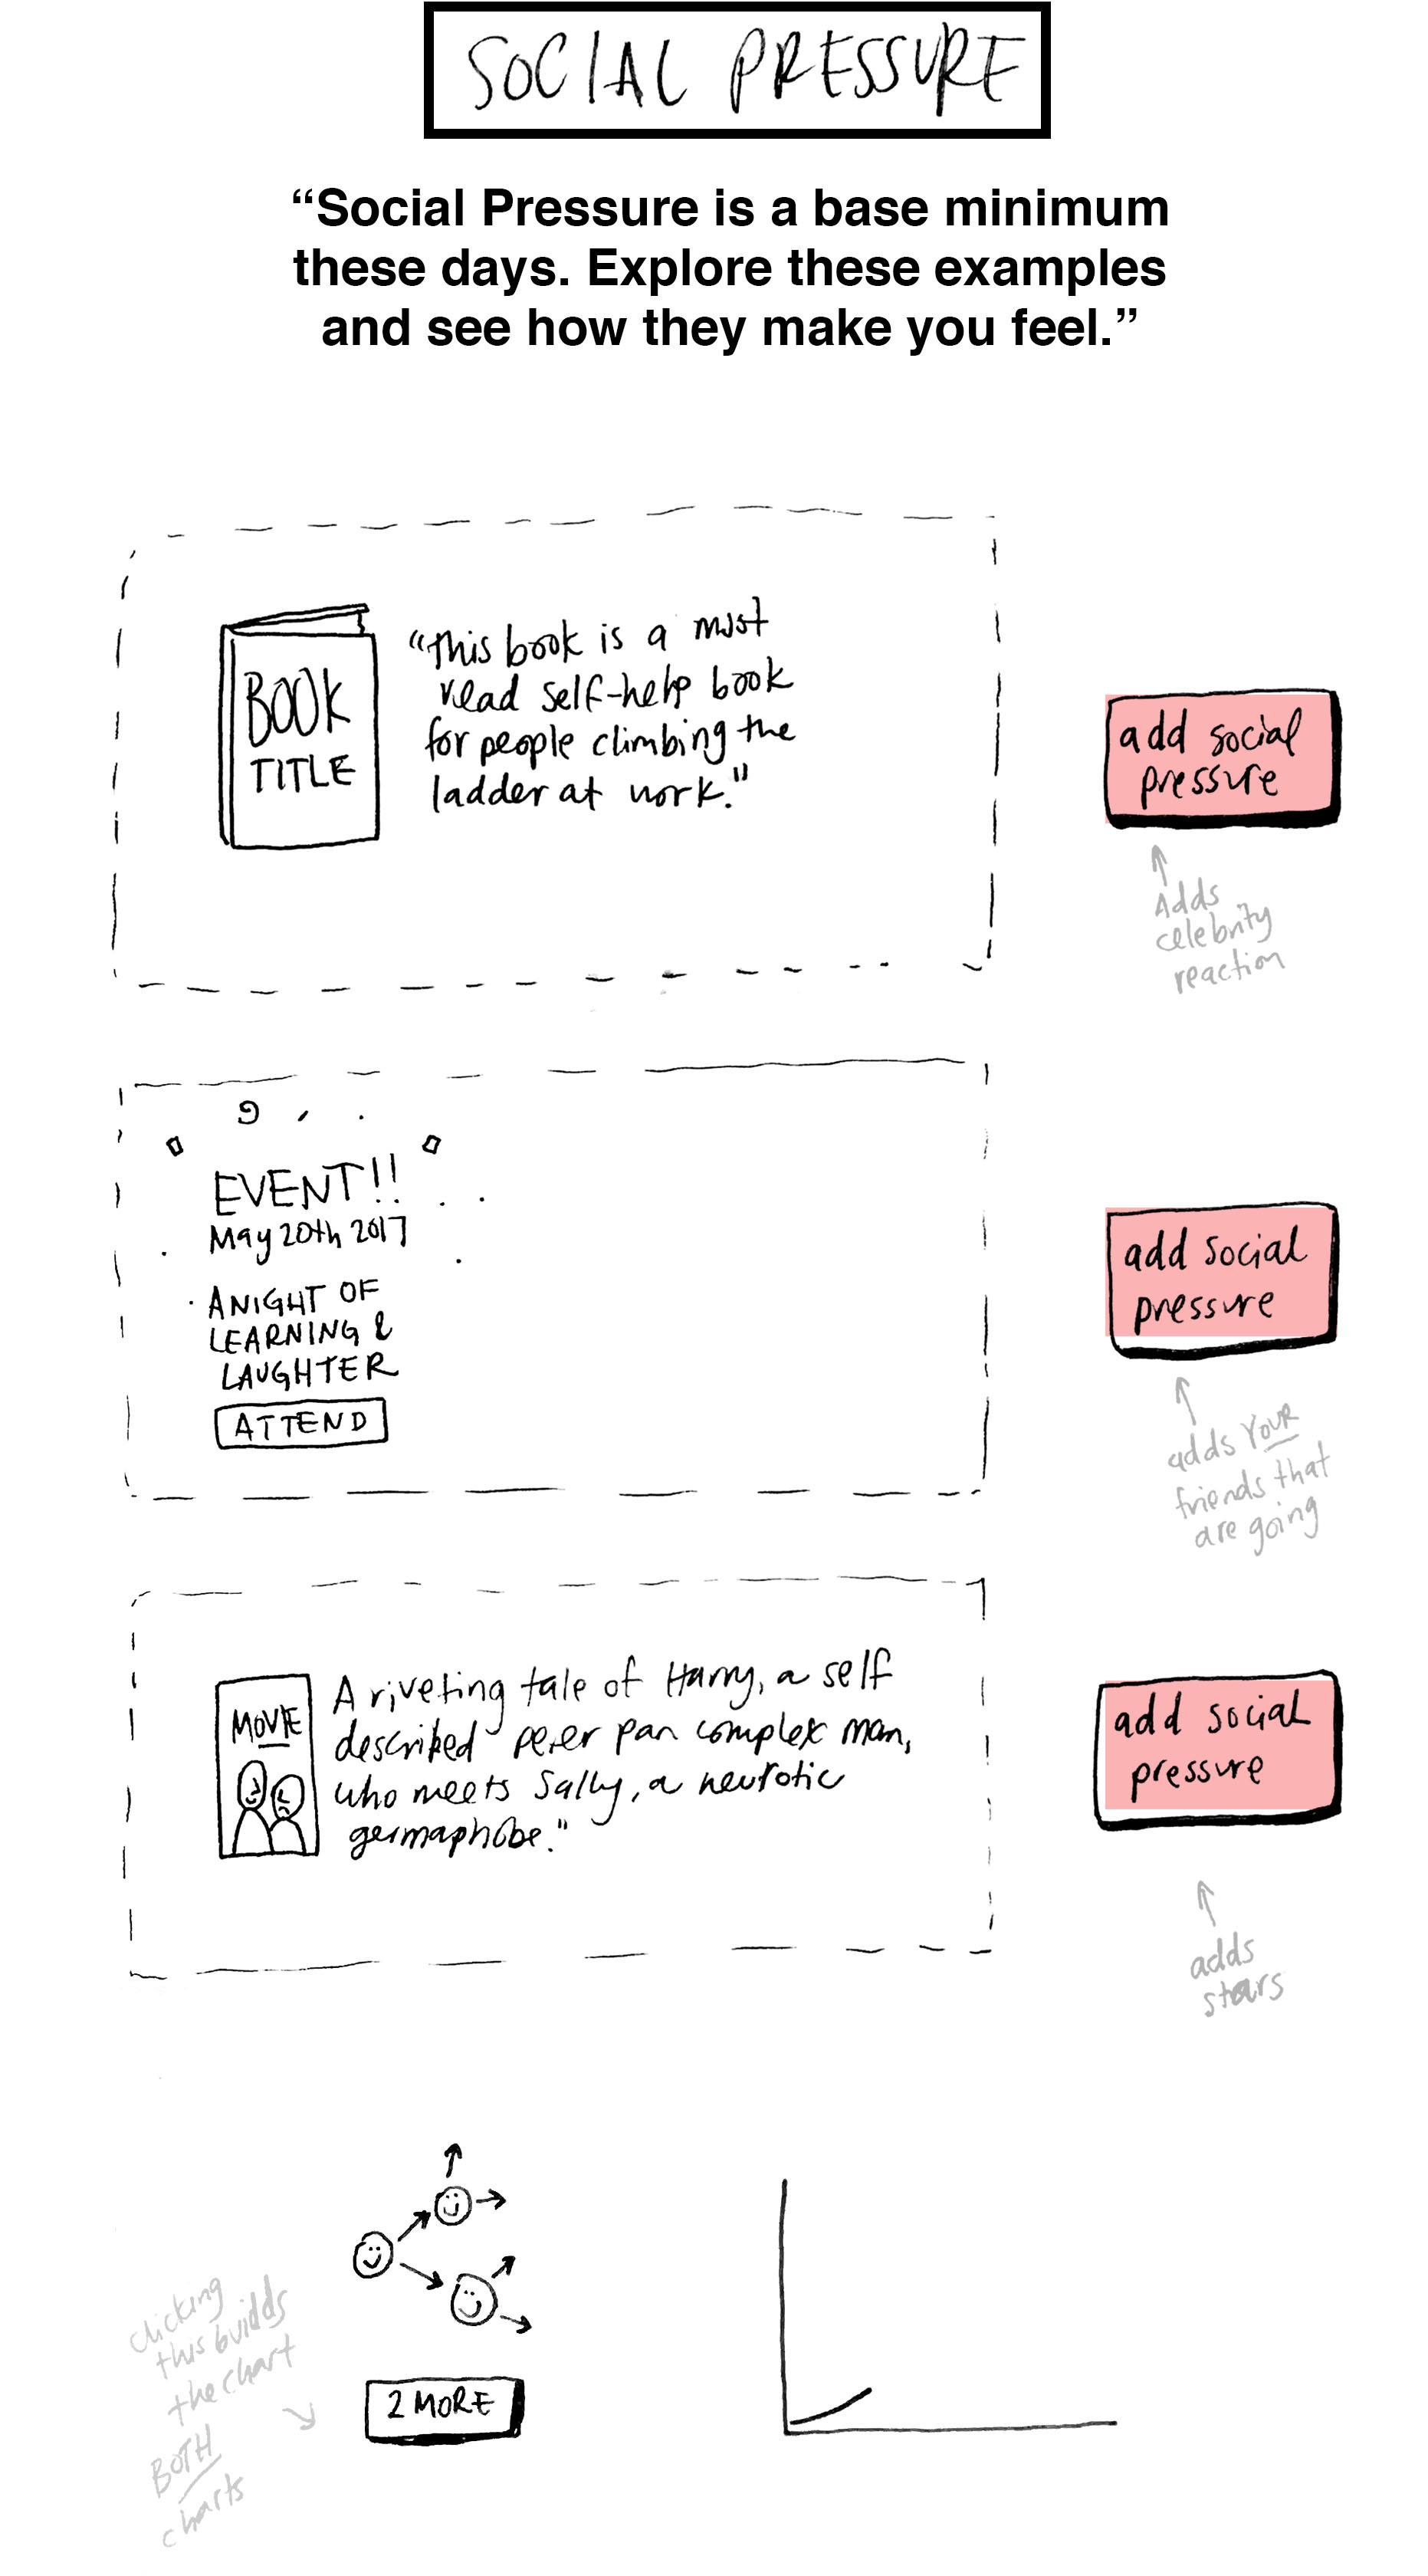 SOCIAL PRESSURE
“Social Pressure is a base minimum
these days. Explore these examples
and see how they make you feel.”
BOOK
TITLE
"This book is a must
read self-help book
for people climbing the
ladder at work."
add social
pressure
Adds
celebrity
reaction
EVENT!!
May 20th 2017
A NIGHT OF
LEARNING &
LAUGHTER
ATTEND
add social
pressure
adds YOUR
friends that
are going
MOVIE
A riveting tale of Harry, a self
described peter pan complex man,
who meets Sally, a neurotic
germaphobe."
add social
pressure
adds
stars
clicking
this builds
the chart
BOTH
charts
2 MORE